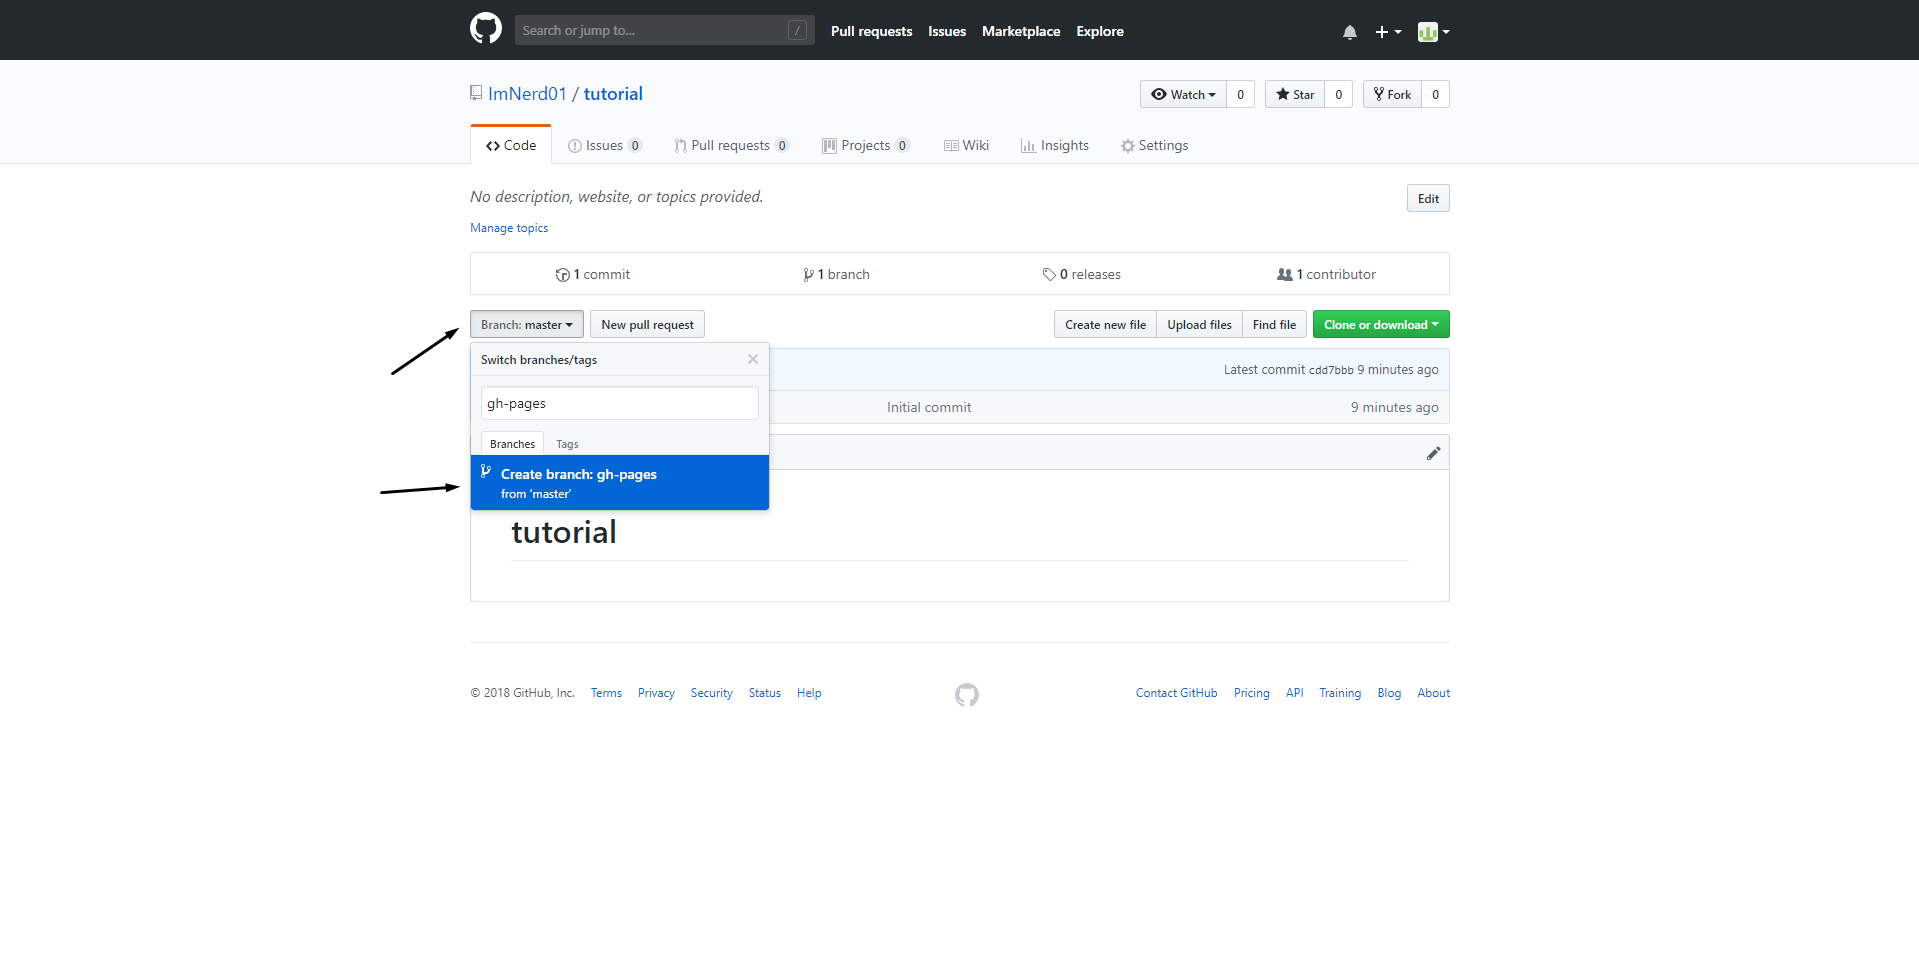 Search or jump to... /
Pull requests Issues Marketplace Explore
ImNerd01 / tutorial
Watch 0 Star 0 Fork 0
Code Issues 0 Pull requests 0 Projects 0 Wiki Insights Settings
No description, website, or topics provided.
Edit
Manage topics
1 commit 1 branch 0 releases 1 contributor
Branch: master New pull request Create new file Upload files Find file Clone or download
Switch branches/tags
Latest commit cdd7bbb 9 minutes ago
gh-pages
Initial commit 9 minutes ago
Branches Tags
Create branch: gh-pages
from ‘master’
tutorial
© 2018 GitHub, Inc. Terms Privacy Security Status Help Contact GitHub Pricing API Training Blog About